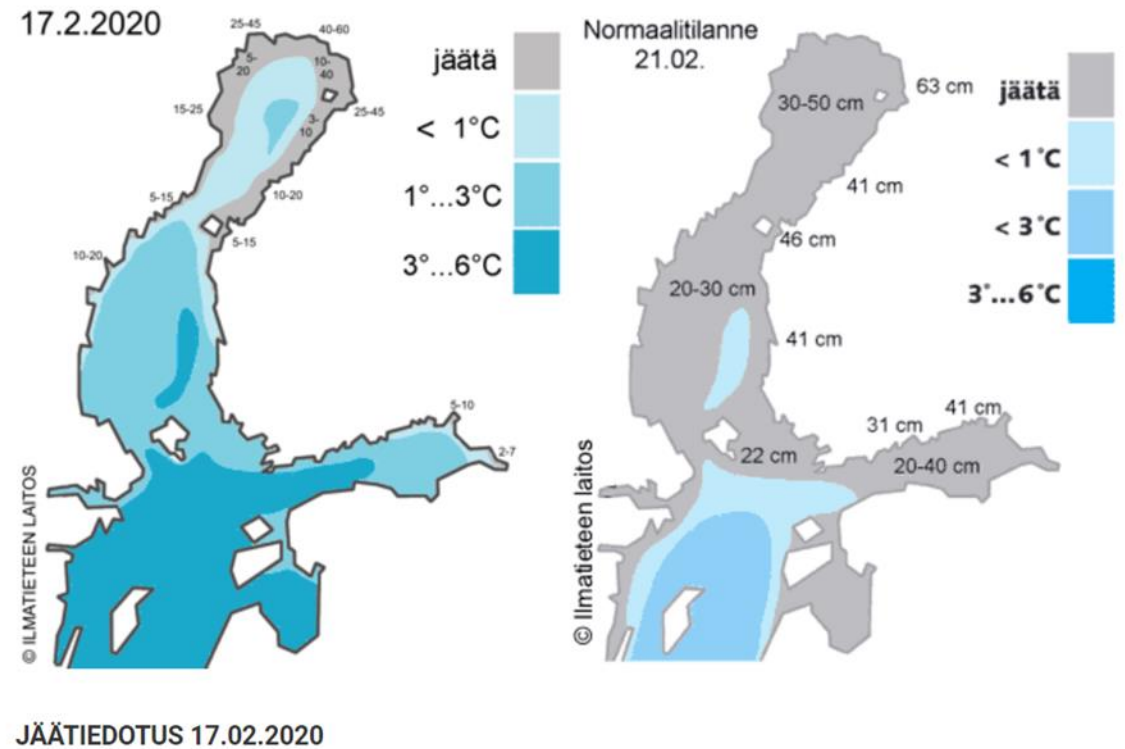 17.2.2020
jäätä
< 1°C
1°...3°C
3°...6°C
25-45
40-60
5-
20
10-
40
15-25
25-45
3-
10
10-20
5-15
5-15
10-20
5-10
2-7
© ILMATIETEEN LAITOS
Normaalitilanne
21.02.
jäätä
< 1°C
< 3°C
3°...6°C
63 cm
30-50 cm
41 cm
46 cm
20-30 cm
41 cm
41 cm
31 cm
22 cm
20-40 cm
© Ilmatieteen laitos
JÄÄTIEDOTUS 17.02.2020